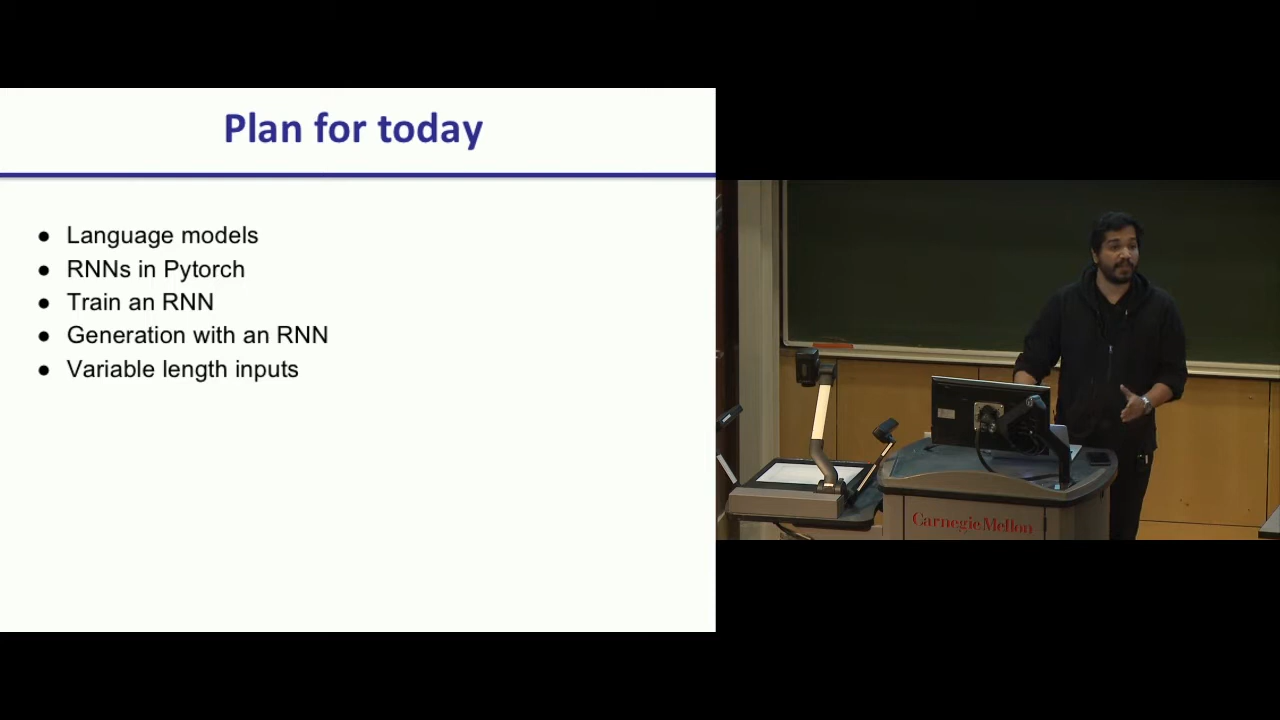 Plan for today
● Language models
● RNNs in Pytorch
● Train an RNN
● Generation with an RNN
● Variable length inputs
Carnegie Mellon